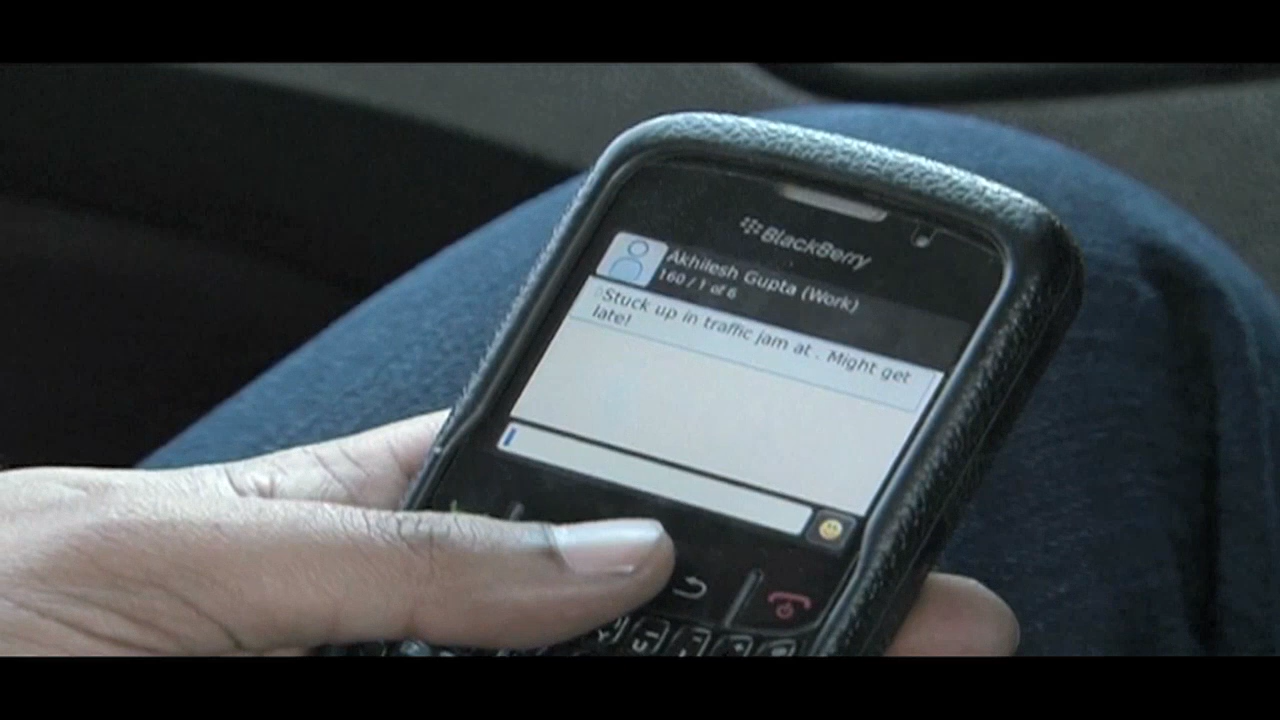 BlackBerry
Akhilesh Gupta (Work)
160 / 1 of 6
Stuck up in traffic jam at . Might get
late!